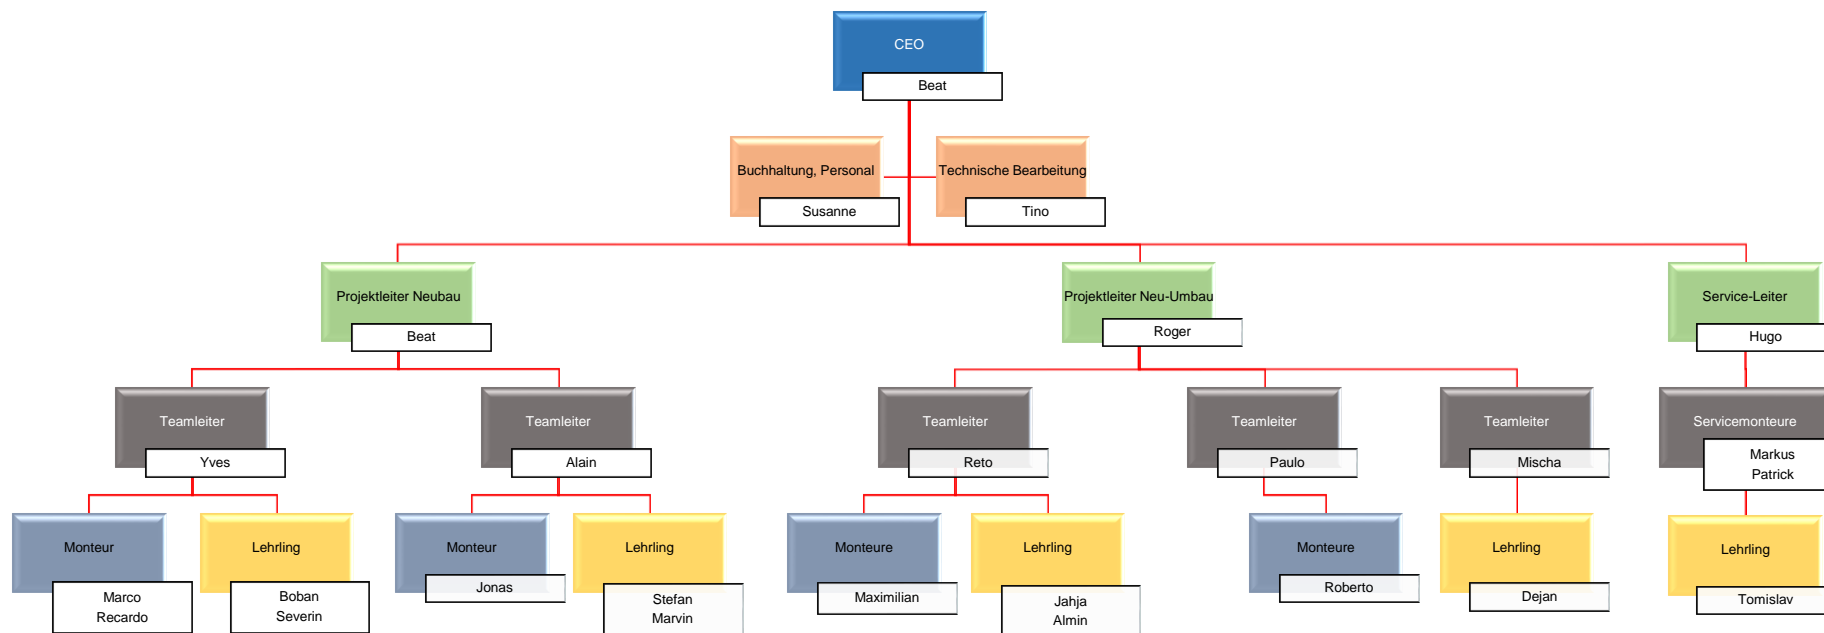 CEO
Beat
Buchhaltung, Personal
Susanne
Technische Bearbeitung
Tino
Projektleiter Neubau
Beat
Projektleiter Neu-Umbau
Roger
Service-Leiter
Hugo
Teamleiter
Yves
Teamleiter
Alain
Teamleiter
Reto
Teamleiter
Paulo
Teamleiter
Mischa
Servicemonteure
Markus
Patrick
Monteur
Marco
Recardo
Lehrling
Boban
Severin
Monteur
Jonas
Lehrling
Stefan
Marvin
Monteure
Maximilian
Lehrling
Jahja
Almin
Monteure
Roberto
Lehrling
Dejan
Lehrling
Tomislav